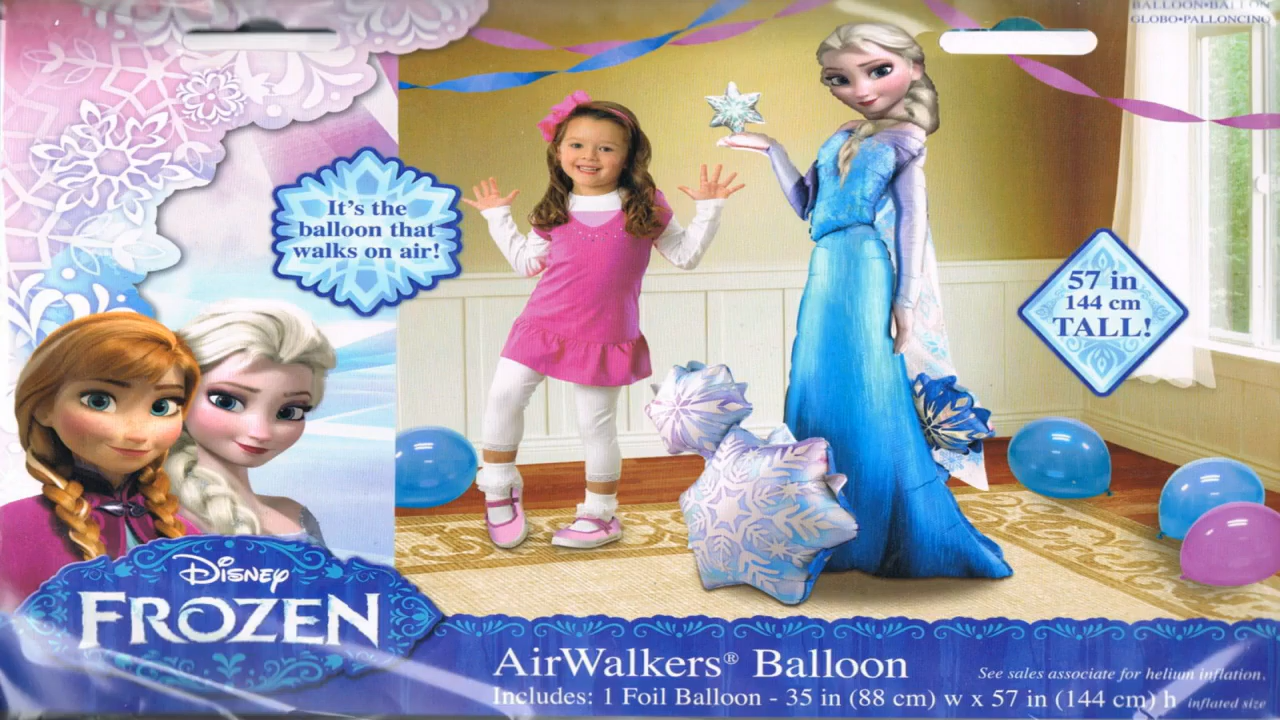 BALLOON•BALLON
GLOBO•PALLONCINO
It's the
balloon that
walks on air!
57 in
144 cm
TALL!
Disney
FROZEN
AirWalkers® Balloon
See sales associate for helium inflation.
Includes: 1 Foil Balloon - 35 in (88 cm) w x 57 in (144 cm) h inflated size